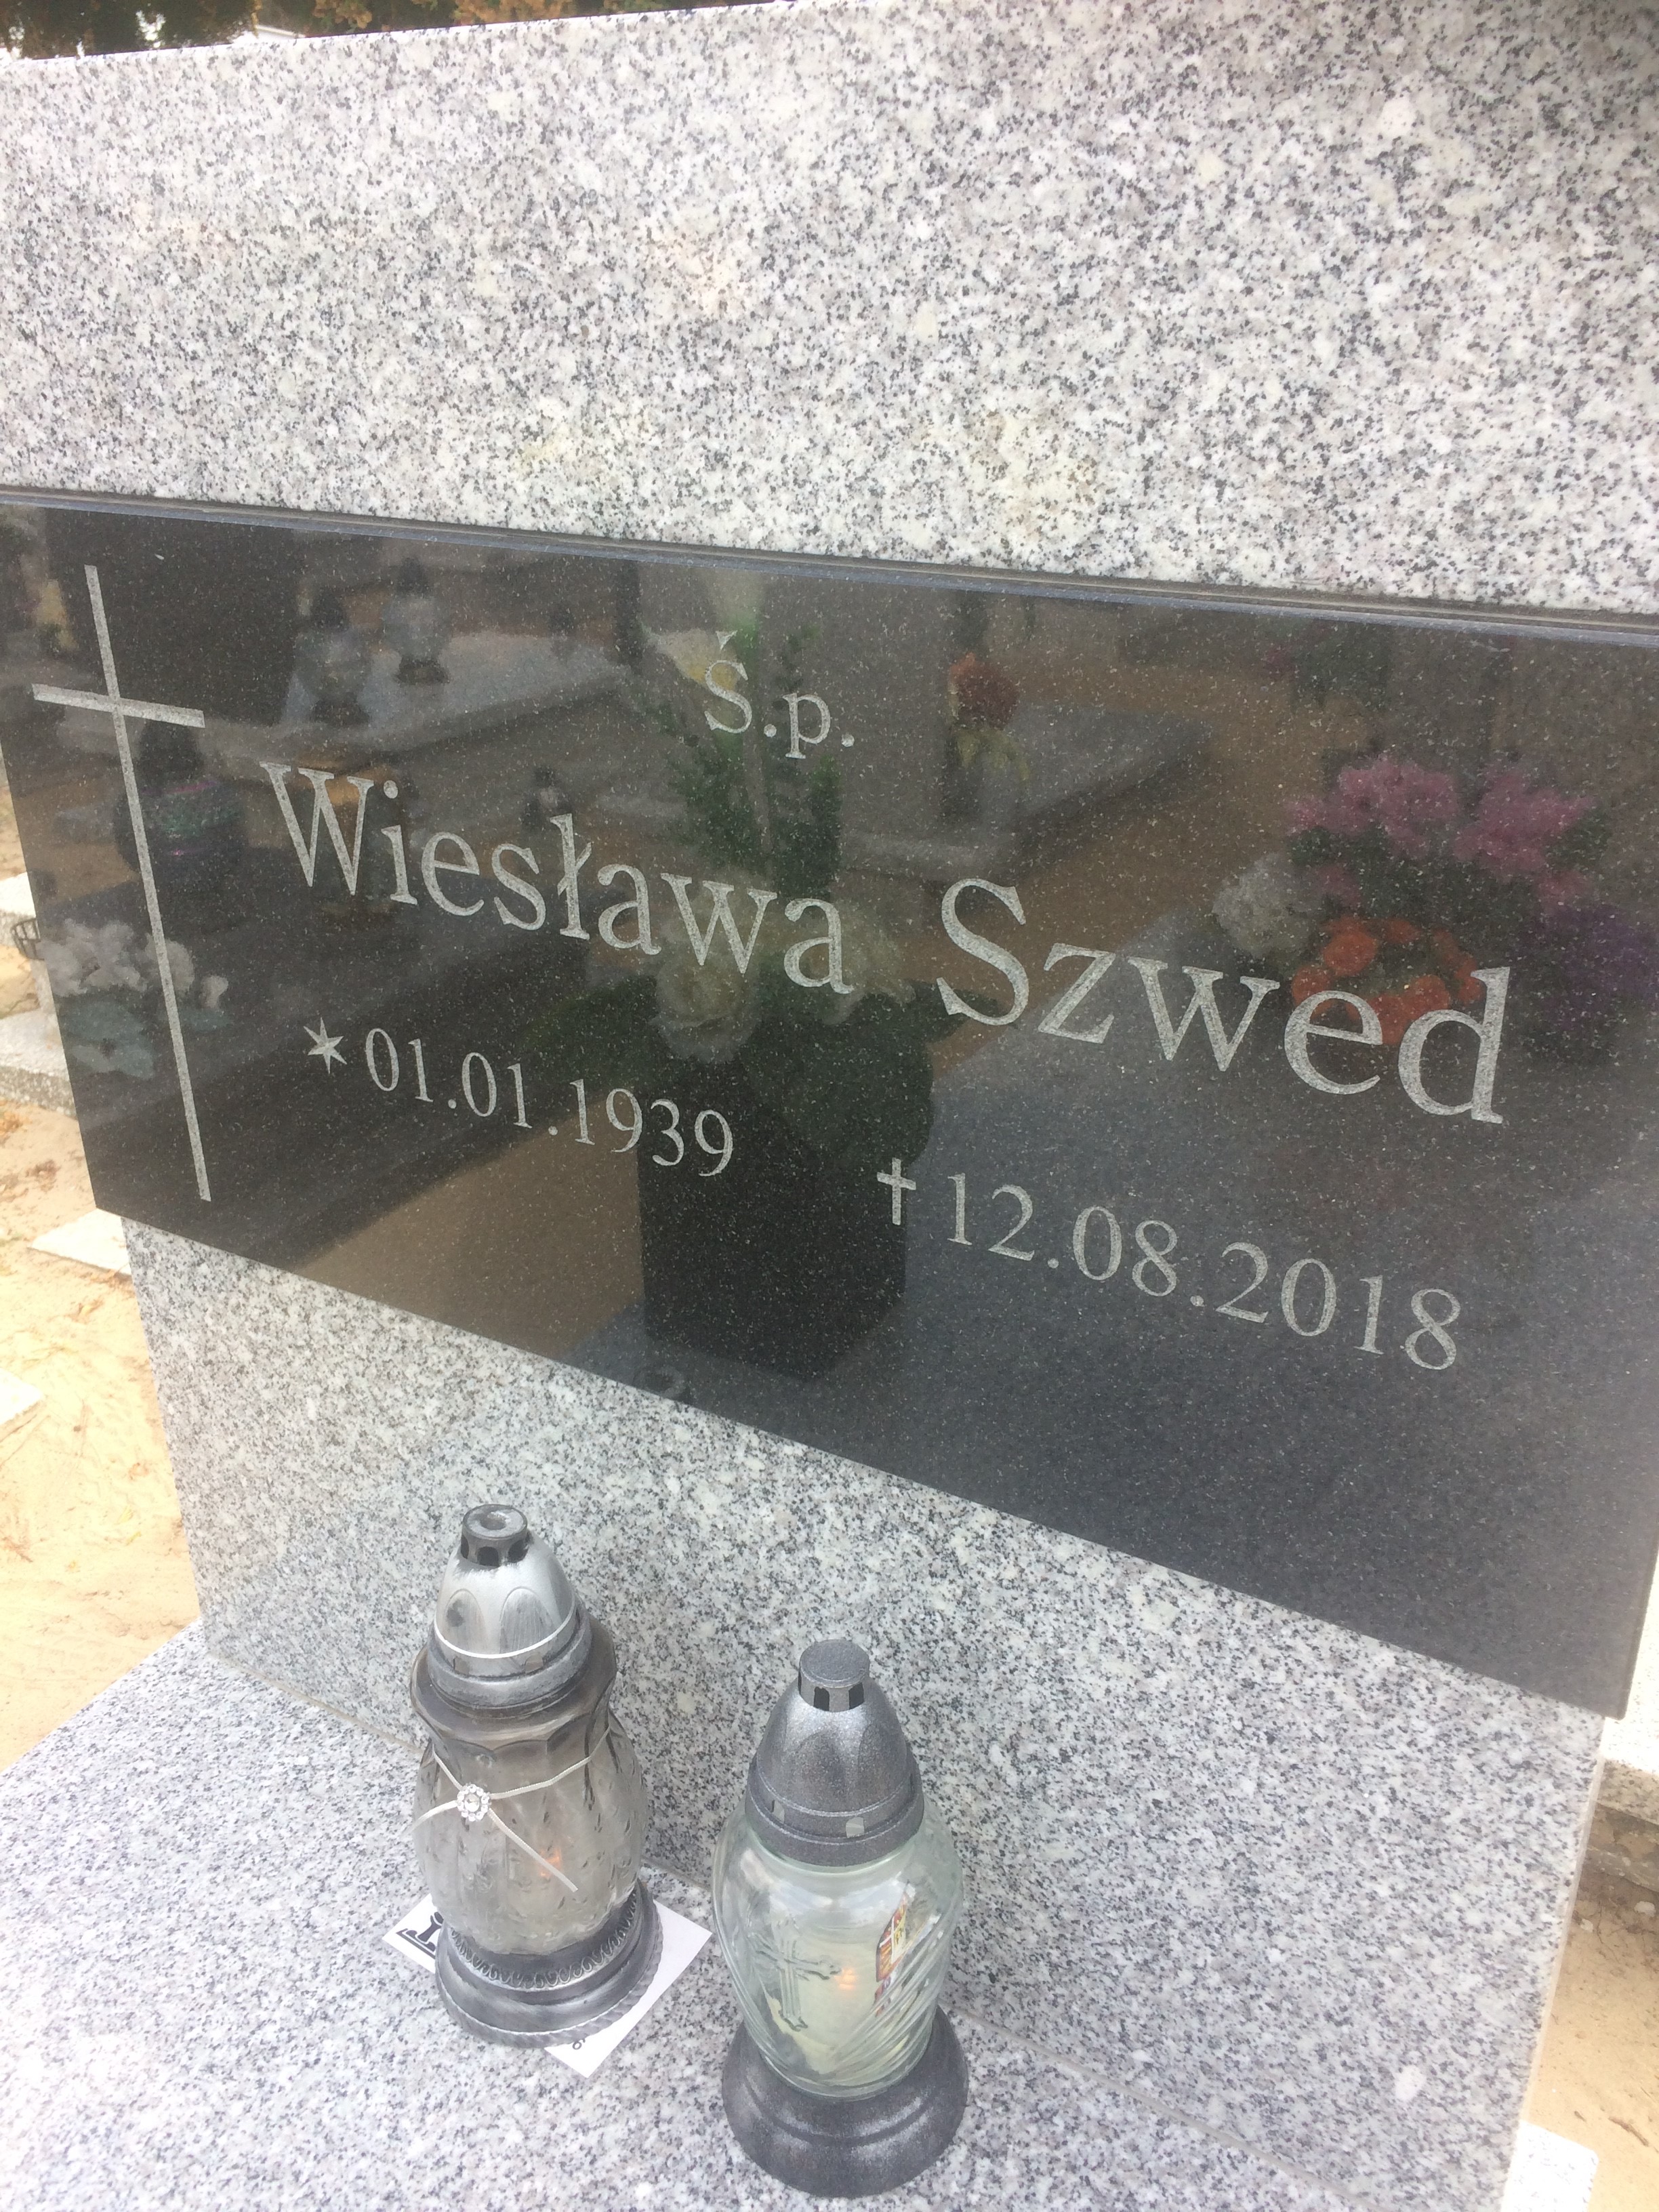 Ś.p.
Wiesława Szwed
* 01.01.1939
† 12.08.2018